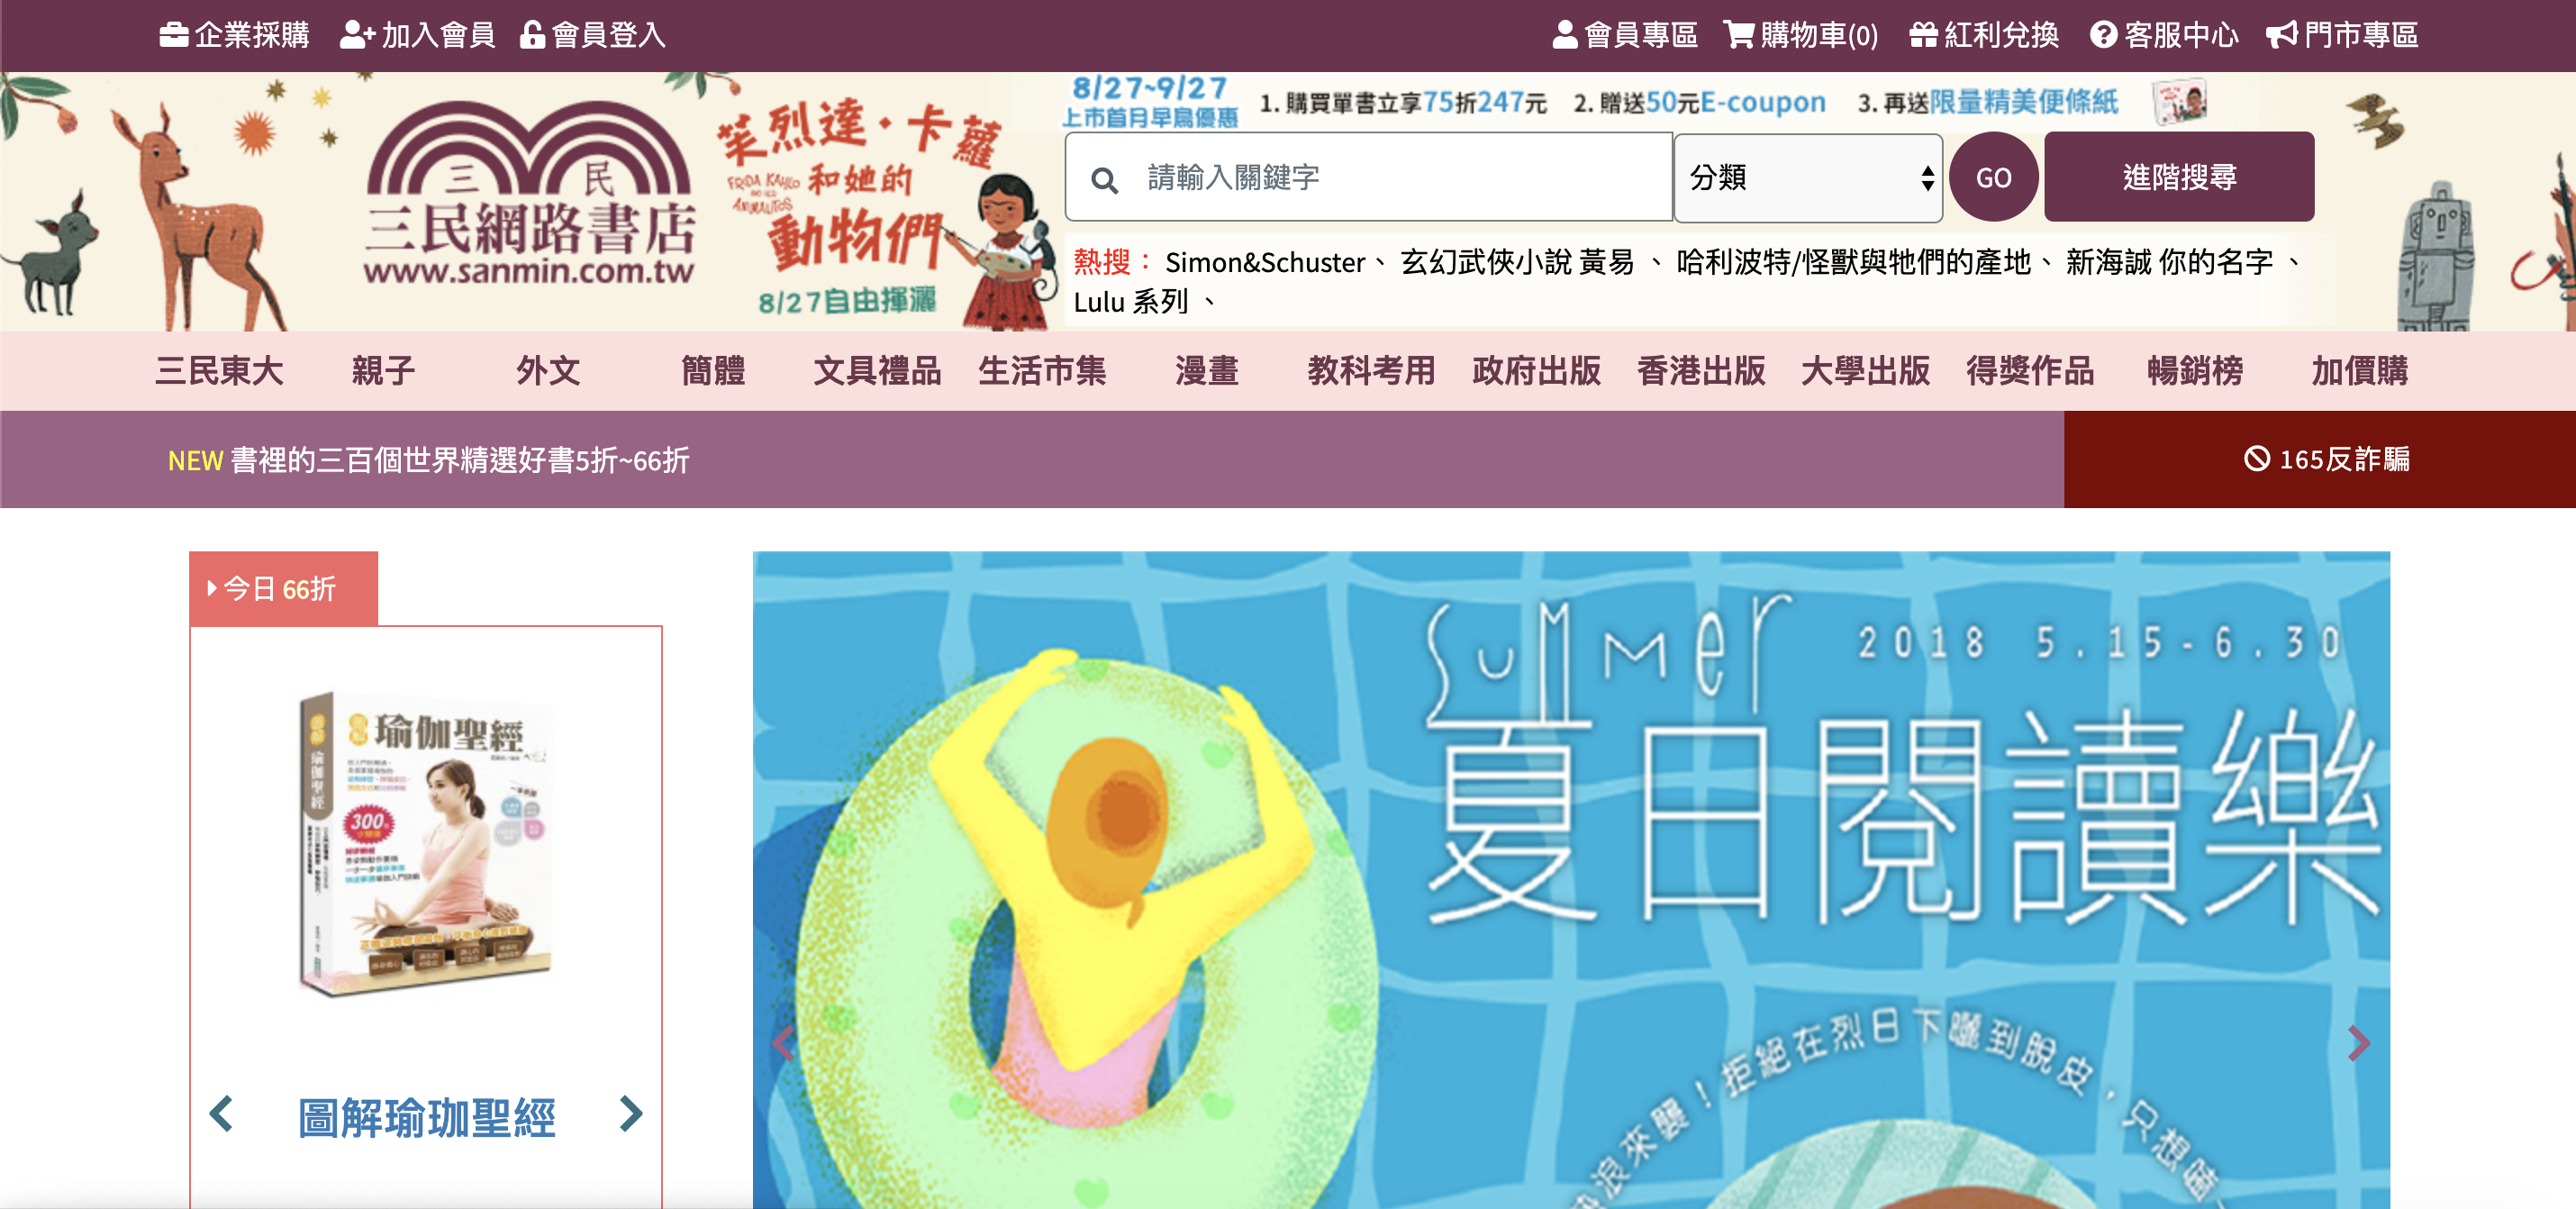 企業採購 加入會員 會員登入 會員專區 購物車(0) 紅利兌換 客服中心 門市專區
三 民
三民網路書店
www.sanmin.com.tw
芙烈達·卡蘿
FRIDA KAHLO
AND HER
ANIMALITOS
和她的
動物們
8/27自由揮灑
8/27~9/27
上市首月早鳥優惠
1. 購買單書立享75折247元 2. 贈送50元E-coupon 3. 再送限量精美便條紙
請輸入關鍵字 分類 GO 進階搜尋
熱搜： Simon&Schuster、 玄幻武俠小說 黃易 、 哈利波特/怪獸與牠們的產地、 新海誠 你的名字 、
Lulu 系列 、
三民東大 親子 外文 簡體 文具禮品 生活市集 漫畫 教科考用 政府出版 香港出版 大學出版 得獎作品 暢銷榜 加價購
NEW 書裡的三百個世界精選好書5折~66折 165反詐騙
今日 66折
圖解 瑜伽聖經
瑜伽聖經
300
圖解瑜珈聖經
summer 2018 5.15-6.30
夏日閱讀樂
浪來襲！拒絕在烈日下曬到脫皮，只想噴